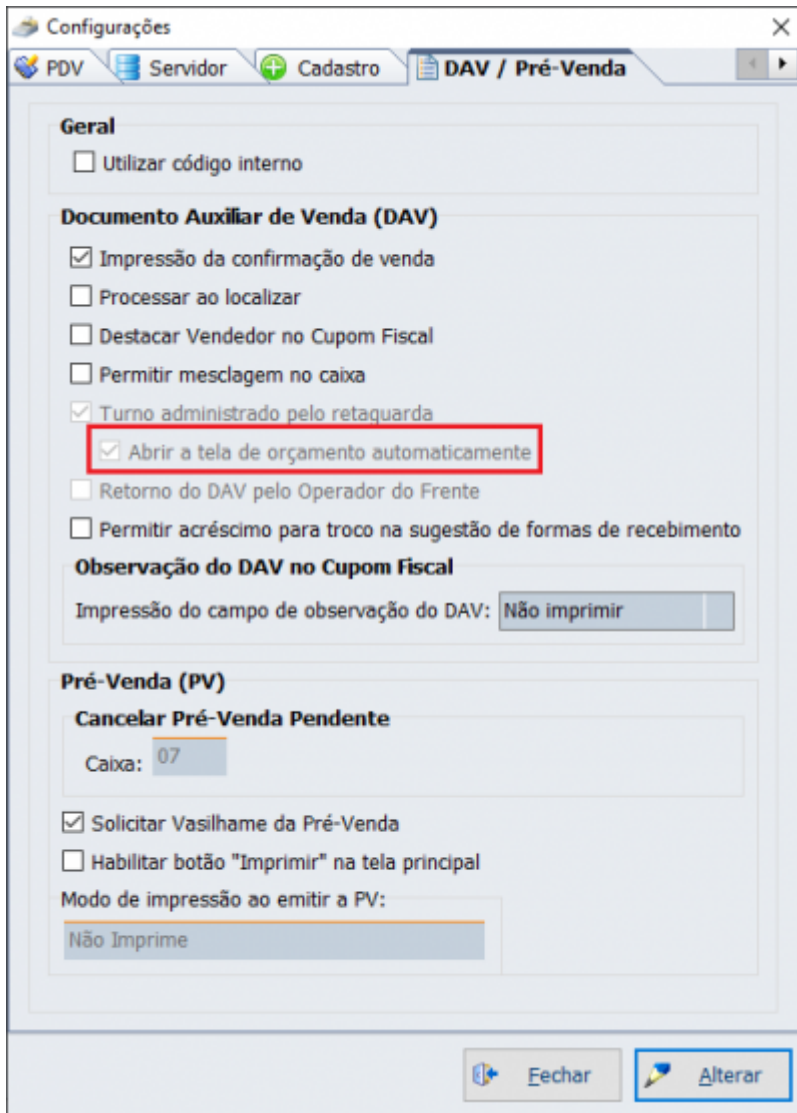 Configurações
PDV Servidor Cadastro DAV / Pré-Venda
Geral
Utilizar código interno
Documento Auxiliar de Venda (DAV)
Impressão da confirmação de venda
Processar ao localizar
Destacar Vendedor no Cupom Fiscal
Permitir mesclagem no caixa
Turno administrado pelo retaguarda
Abrir a tela de orçamento automaticamente
Retorno do DAV pelo Operador do Frente
Permitir acréscimo para troco na sugestão de formas de recebimento
Observação do DAV no Cupom Fiscal
Impressão do campo de observação do DAV: Não imprimir
Pré-Venda (PV)
Cancelar Pré-Venda Pendente
Caixa: 07
Solicitar Vasilhame da Pré-Venda
Habilitar botão "Imprimir" na tela principal
Modo de impressão ao emitir a PV:
Não Imprime
Fechar Alterar